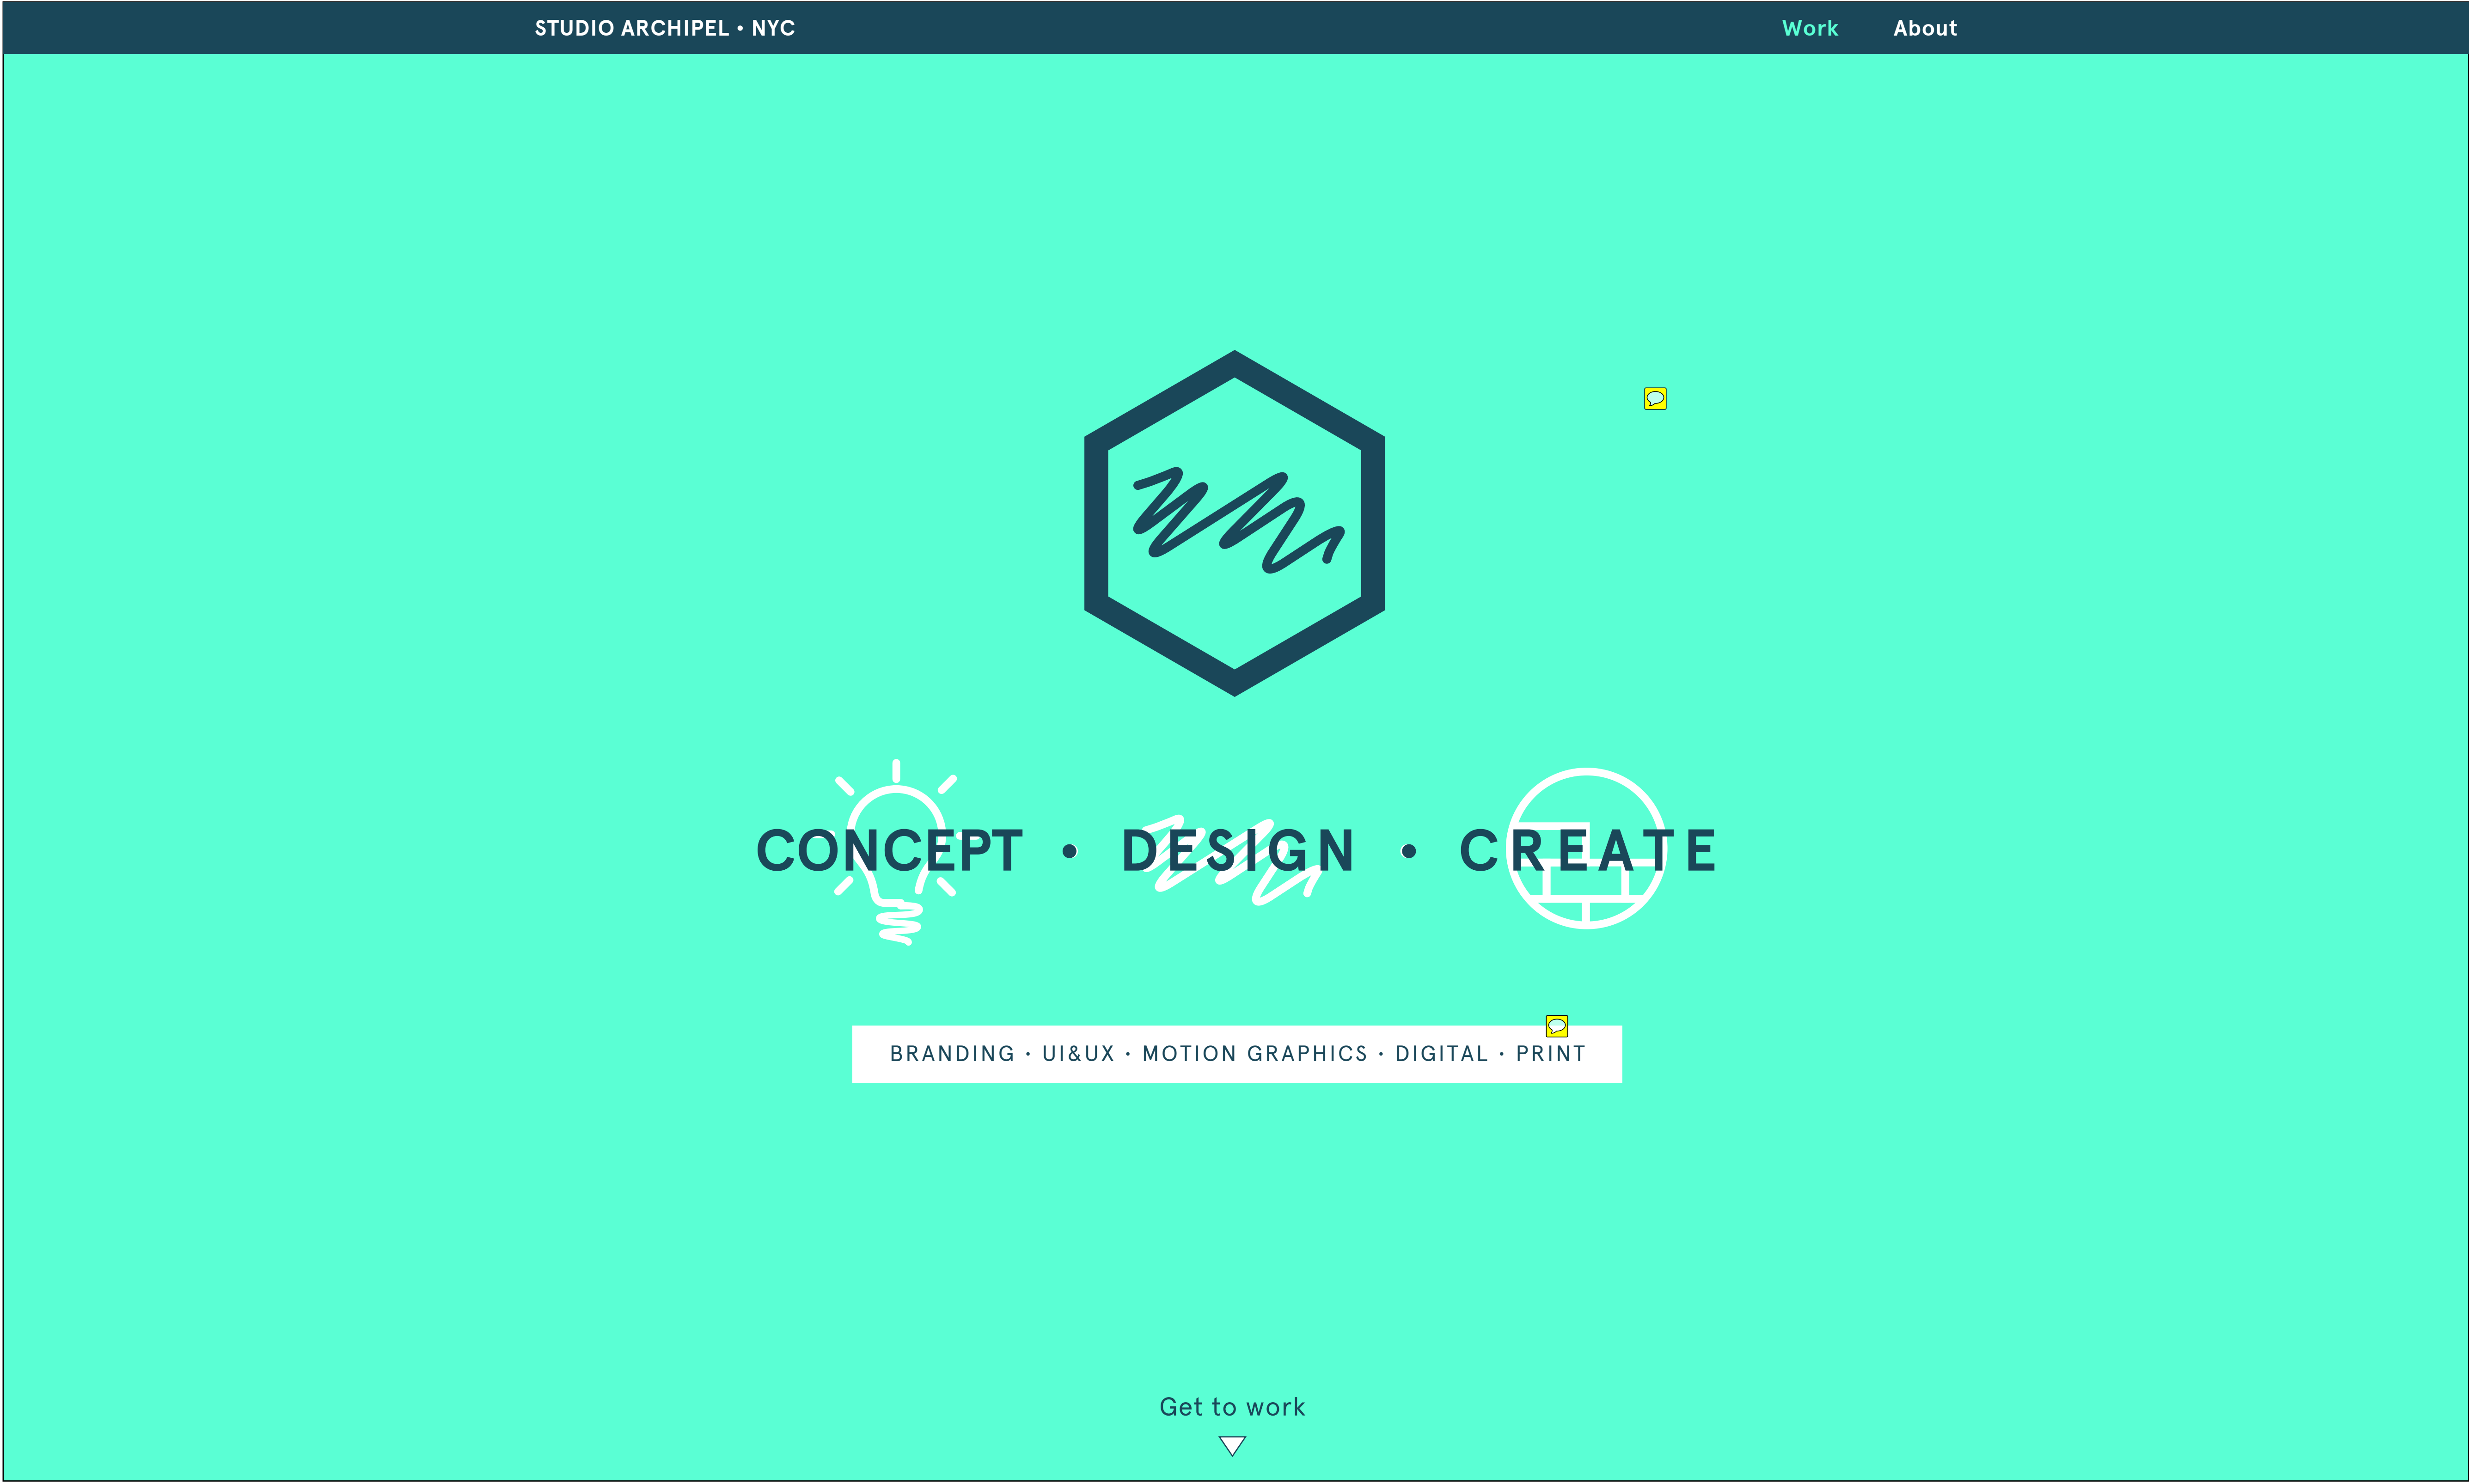 STUDIO ARCHIPEL • NYC
Work
About
CONCEPT • DESIGN • CREATE
BRANDING · UI&UX · MOTION GRAPHICS · DIGITAL · PRINT
Get to work